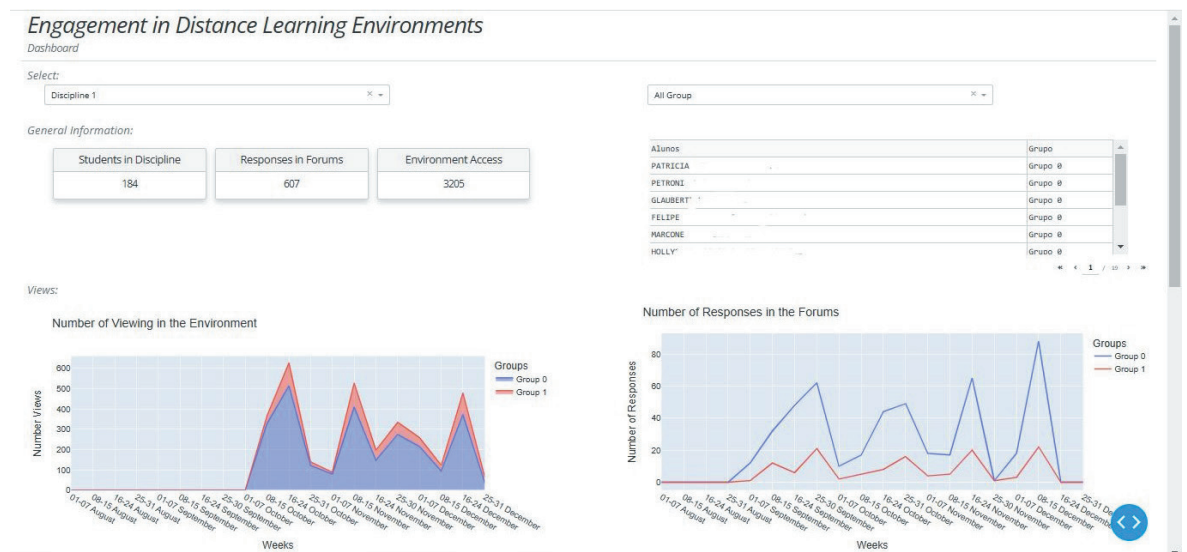 Engagement in Distance Learning Environments
Dashboard
Select:
Discipline 1
All Group
General Information:
Students in Discipline
184
Responses in Forums
607
Environment Access
3205
Alunos Grupo
PATRICIA Grupo 0
PETRONI Grupo 0
GLAUBERT Grupo 0
FELIPE Grupo 0
MARCONE Grupo 0
HOLLY Grupo 0
« ‹ 1 / › »
Views:
Number of Viewing in the Environment
Number Views
600
500
400
300
200
100
0
01-07 August
08-15 August
16-24 August
25-31 August
01-07 September
08-15 September
16-24 September
25-30 September
01-07 October
08-15 October
16-24 October
25-31 October
01-07 November
08-15 November
16-24 November
25-30 November
01-07 December
08-15 December
16-24 December
25-31 December
Weeks
Groups
Group 0
Group 1
Number of Responses in the Forums
Number of Responses
80
60
40
20
0
01-07 August
08-15 August
16-24 August
25-31 August
01-07 September
08-15 September
16-24 September
25-30 September
01-07 October
08-15 October
16-24 October
25-31 October
01-07 November
08-15 November
16-24 November
25-30 November
01-07 December
08-15 December
16-24 December
25-31 December
Weeks
Groups
Group 0
Group 1